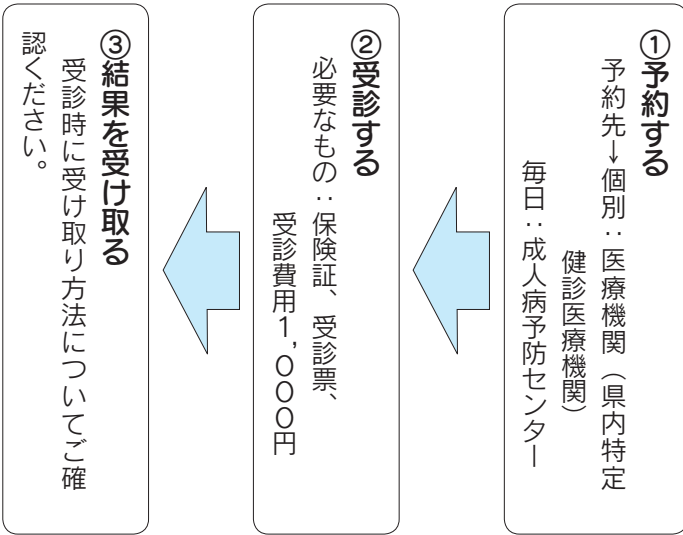 ①予約する
予約先→個別：医療機関（県内特定
健診医療機関）
毎日：成人病予防センター
②受診する
必要なもの：保険証、受診票、
受診費用1,000円
③結果を受け取る
受診時に受け取り方法についてご確
認ください。